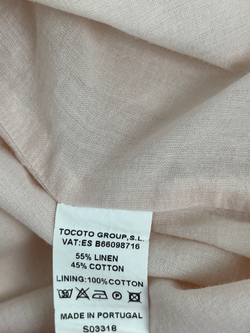 TOCOTO GROUP,S.L.
VAT:ES B66098716
55% LINEN
45% COTTON
LINING:100%COTTON
MADE IN PORTUGAL
S03318